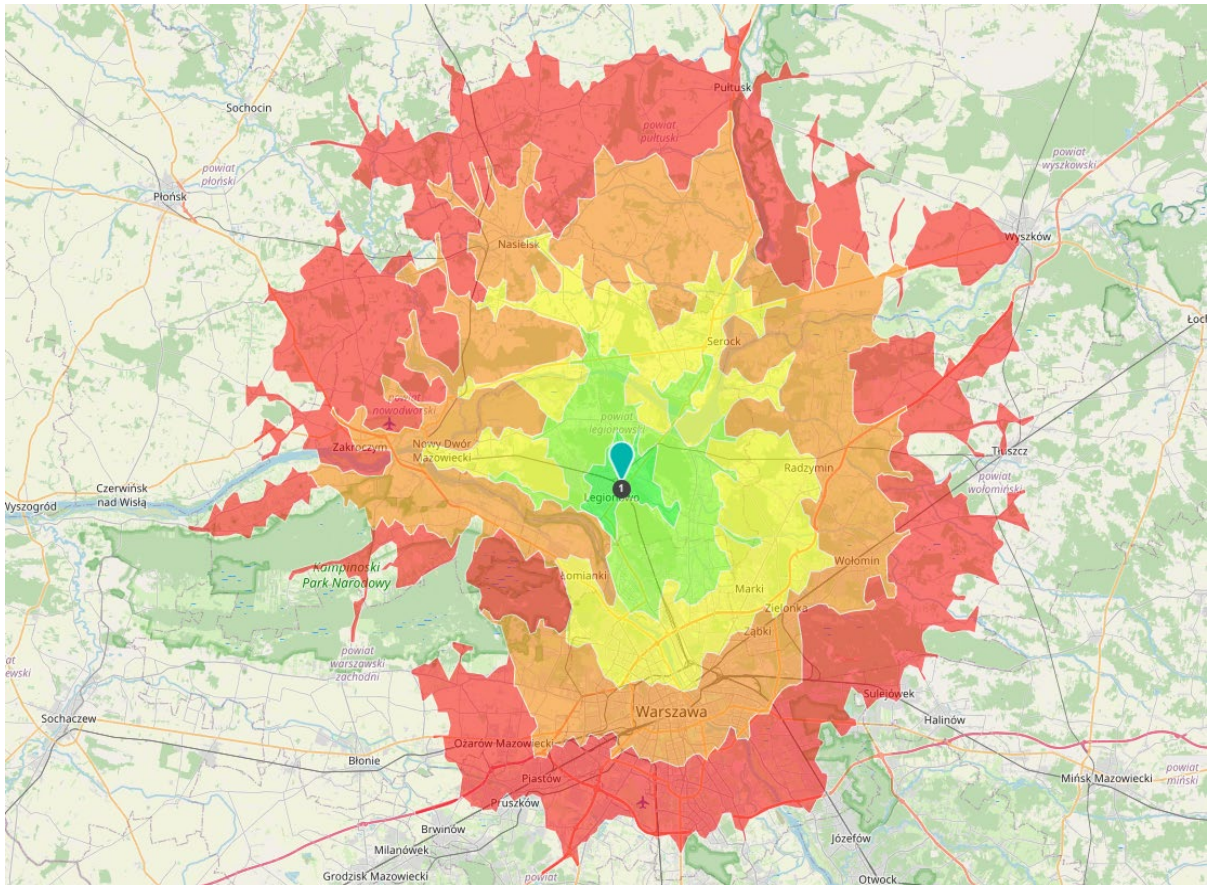 Pułtusk
Sochocin
powiat
pułtuski
powiat
wyszkowski
powiat
płoński
Płońsk
Wyszków
Nasielsk
Serock
powiat
nowodworski
powiat
legionowski
Zakroczym
Nowy Dwór
Mazowiecki
Radzymin
Tłuszcz
powiat
wołomiński
Czerwińsk
nad Wisłą
Wyszogród
1
Legionowo
Kampinoski
Park Narodowy
Łomianki
Wołomin
Marki
Zielonka
Ząbki
powiat
warszawski
zachodni
Sulejówek
Warszawa
Halinów
Sochaczew
Ożarów Mazowiecki
Błonie
Piastów
Mińsk Mazowiecki
powiat
miński
Pruszków
Brwinów
Józefów
Milanówek
Grodzisk Mazowiecki
powiat
Otwock